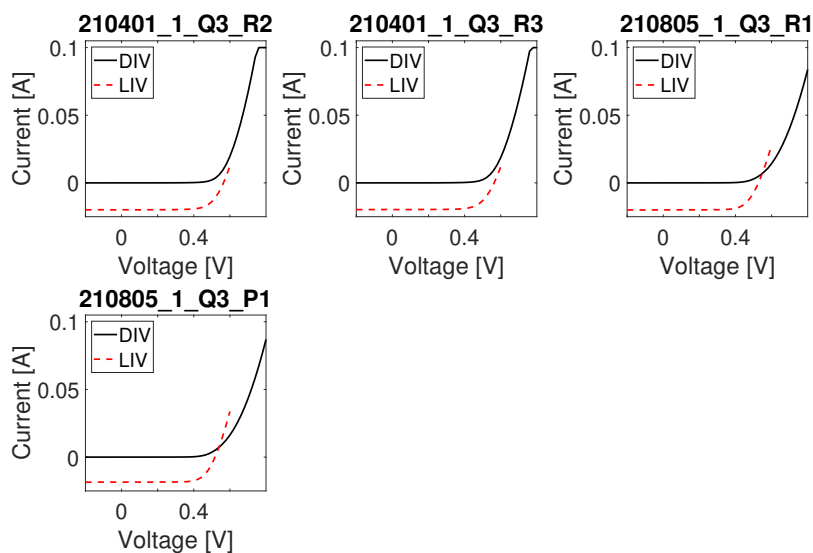 210401_1_Q3_R2
0.1
0.05
0
Current [A]
DIV
LIV
0
0.4
Voltage [V]
210401_1_Q3_R3
0.1
0.05
0
Current [A]
DIV
LIV
0
0.4
Voltage [V]
210805_1_Q3_R1
0.1
0.05
0
Current [A]
DIV
LIV
0
0.4
Voltage [V]
210805_1_Q3_P1
0.1
0.05
0
Current [A]
DIV
LIV
0
0.4
Voltage [V]